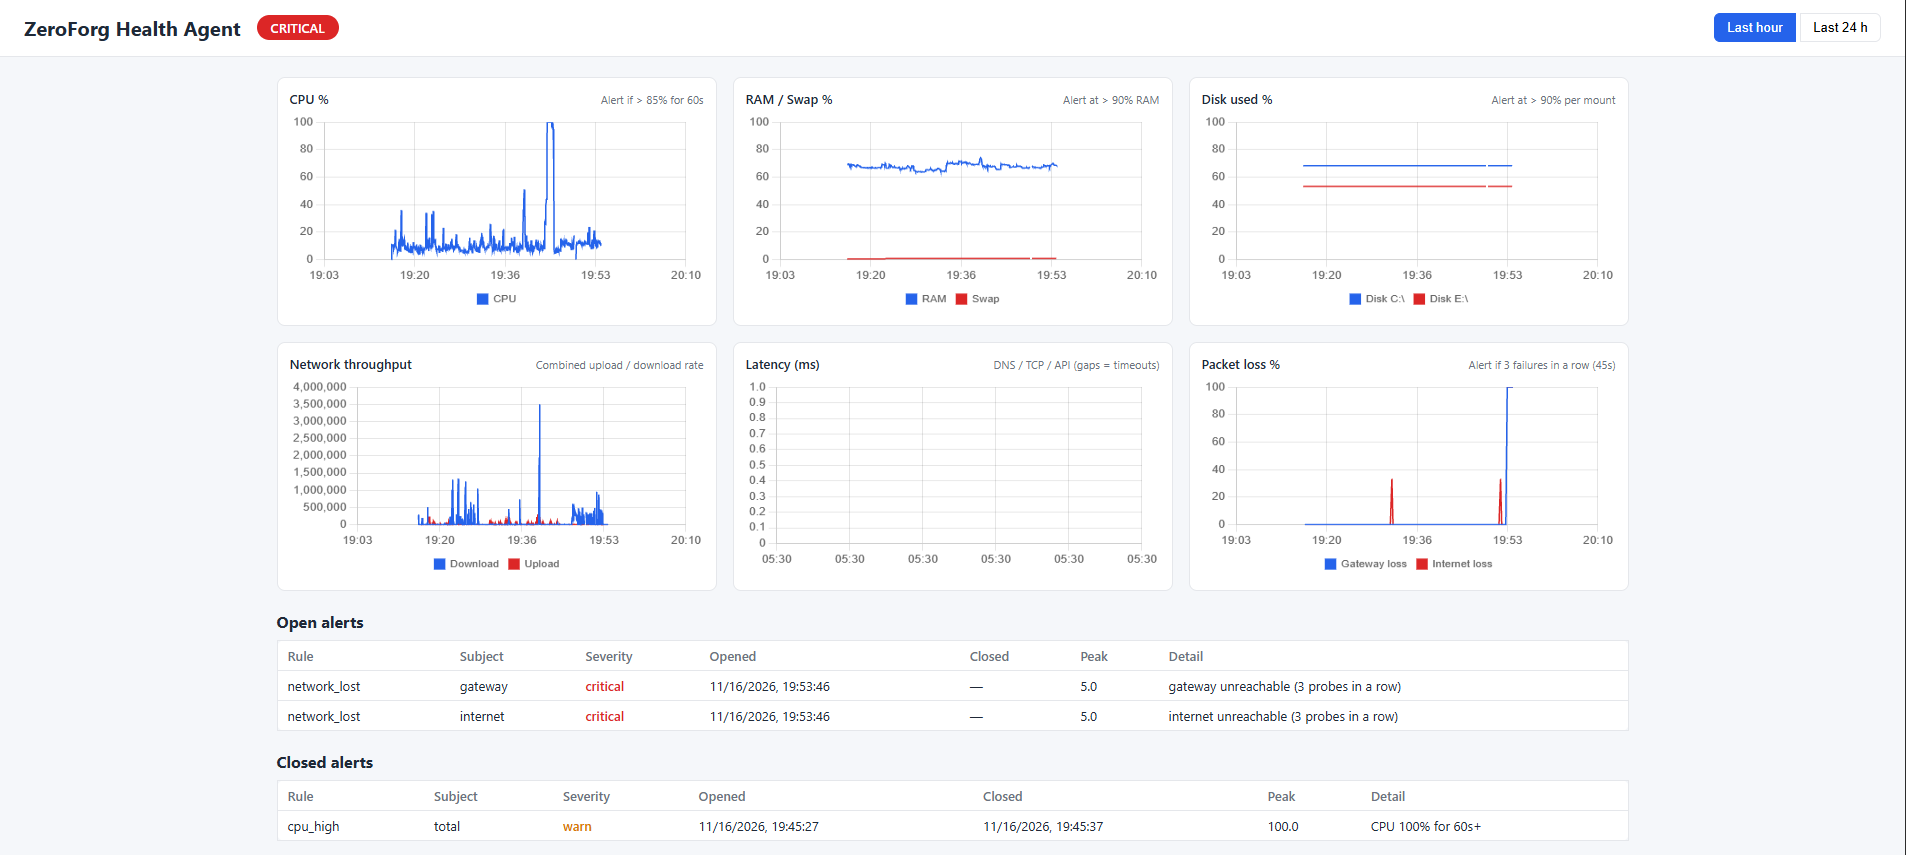 ZeroForg Health Agent CRITICAL Last hour Last 24 h
CPU % Alert if > 85% for 60s
100
80
60
40
20
0
19:03 19:20 19:36 19:53 20:10
CPU
RAM / Swap % Alert at > 90% RAM
100
80
60
40
20
0
19:03 19:20 19:36 19:53 20:10
RAM Swap
Disk used % Alert at > 90% per mount
100
80
60
40
20
0
19:03 19:20 19:36 19:53 20:10
Disk C:\ Disk E:\
Network throughput Combined upload / download rate
4,000,000
3,500,000
3,000,000
2,500,000
2,000,000
1,500,000
1,000,000
500,000
0
19:03 19:20 19:36 19:53 20:10
Download Upload
Latency (ms) DNS / TCP / API (gaps = timeouts)
1.0
0.9
0.8
0.7
0.6
0.5
0.4
0.3
0.2
0.1
0
05:30 05:30 05:30 05:30 05:30 05:30
Packet loss % Alert if 3 failures in a row (45s)
100
80
60
40
20
0
19:03 19:20 19:36 19:53 20:10
Gateway loss Internet loss
Open alerts
Rule Subject Severity Opened Closed Peak Detail
network_lost gateway critical 11/16/2026, 19:53:46 — 5.0 gateway unreachable (3 probes in a row)
network_lost internet critical 11/16/2026, 19:53:46 — 5.0 internet unreachable (3 probes in a row)
Closed alerts
Rule Subject Severity Opened Closed Peak Detail
cpu_high total warn 11/16/2026, 19:45:27 11/16/2026, 19:45:37 100.0 CPU 100% for 60s+